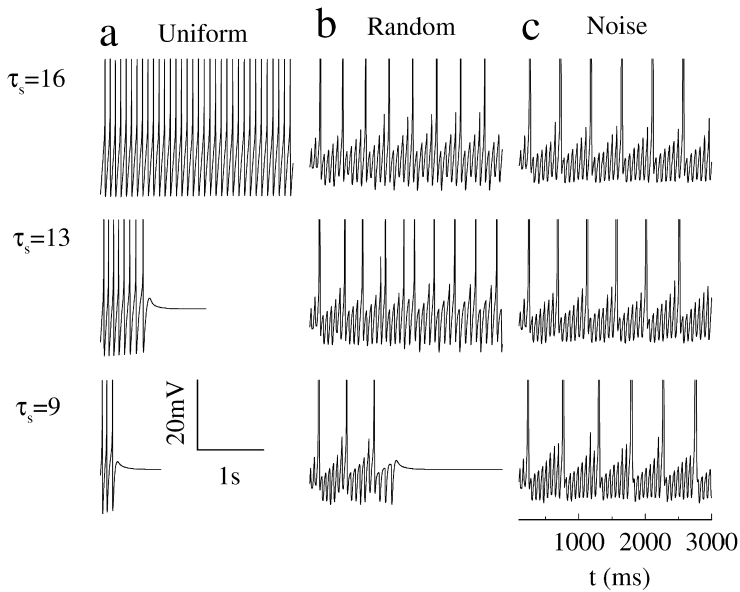 a Uniform b Random c Noise
τs=16
τs=13
τs=9
20mV
1s
1000 2000 3000
t (ms)